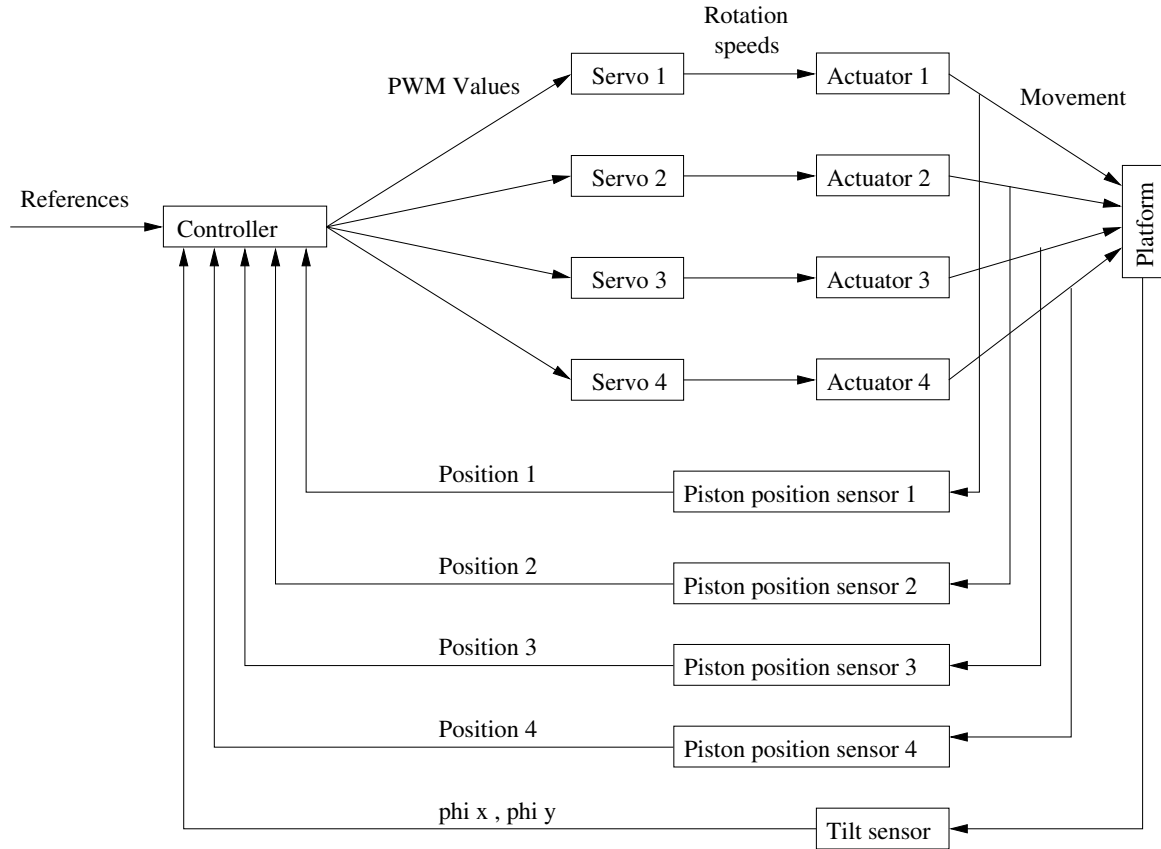 Rotation
speeds
Servo 1
Actuator 1
PWM Values
Movement
Servo 2
Actuator 2
References
Controller
Platform
Servo 3
Actuator 3
Servo 4
Actuator 4
Position 1
Piston position sensor 1
Position 2
Piston position sensor 2
Position 3
Piston position sensor 3
Position 4
Piston position sensor 4
phi x , phi y
Tilt sensor